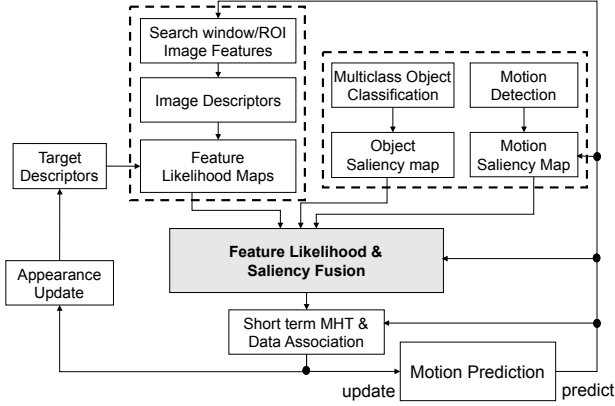 Search window/ROI
Image Features
Multiclass Object
Classification
Motion
Detection
Image Descriptors
Target
Descriptors
Feature
Likelihood Maps
Object
Saliency map
Motion
Saliency Map
Feature Likelihood &
Saliency Fusion
Appearance
Update
Short term MHT &
Data Association
Motion Prediction
update
predict